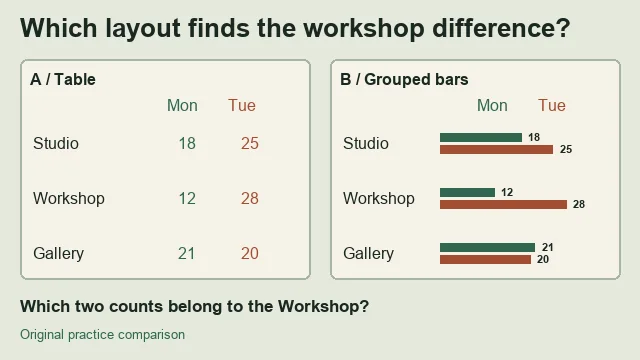 Which layout finds the workshop difference?
A / Table
Mon Tue
Studio 18 25
Workshop 12 28
Gallery 21 20
B / Grouped bars
Mon Tue
Studio 18 25
Workshop 12 28
Gallery 21 20
Which two counts belong to the Workshop?
Original practice comparison